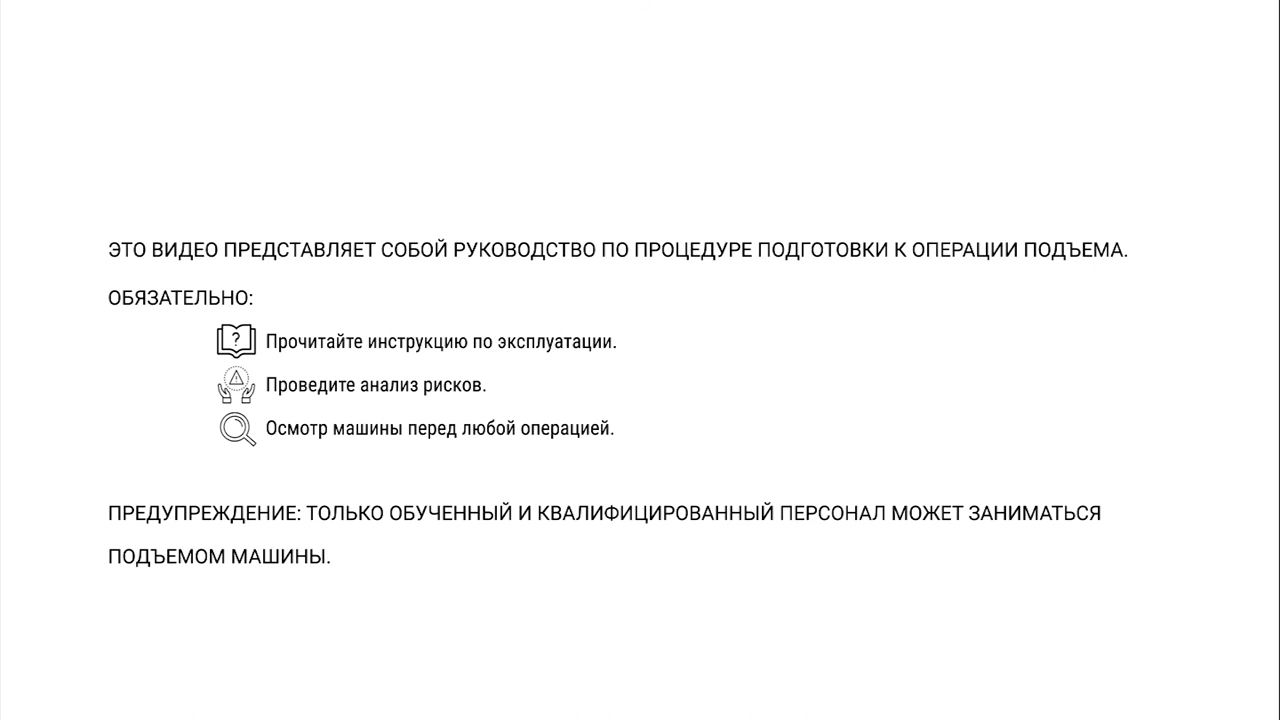 ЭТО ВИДЕО ПРЕДСТАВЛЯЕТ СОБОЙ РУКОВОДСТВО ПО ПРОЦЕДУРЕ ПОДГОТОВКИ К ОПЕРАЦИИ ПОДЪЕМА.
ОБЯЗАТЕЛЬНО:
Прочитайте инструкцию по эксплуатации.
Проведите анализ рисков.
Осмотр машины перед любой операцией.
ПРЕДУПРЕЖДЕНИЕ: ТОЛЬКО ОБУЧЕННЫЙ И КВАЛИФИЦИРОВАННЫЙ ПЕРСОНАЛ МОЖЕТ ЗАНИМАТЬСЯ
ПОДЪЕМОМ МАШИНЫ.